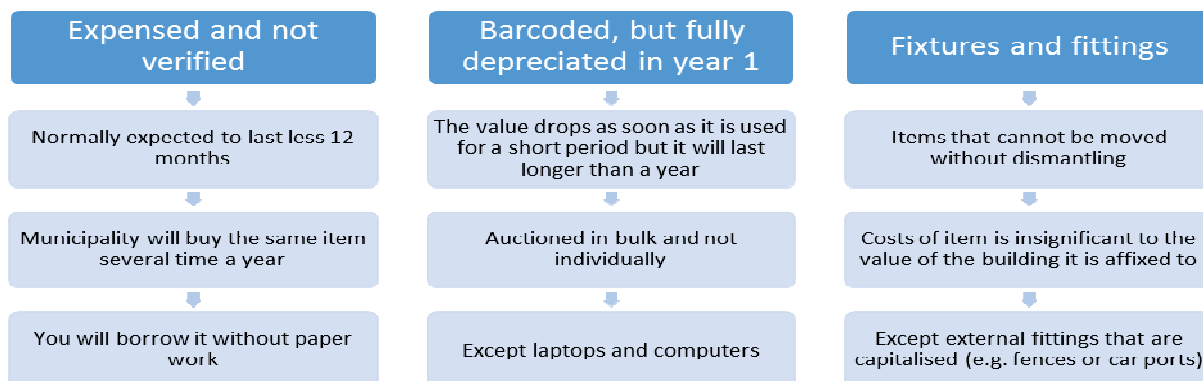 Expensed and not
verified
Normally expected to last less 12
months
Municipality will buy the same item
several time a year
You will borrow it without paper
work
Barcoded, but fully
depreciated in year 1
The value drops as soon as it is used
for a short period but it will last
longer than a year
Auctioned in bulk and not
individually
Except laptops and computers
Fixtures and fittings
Items that cannot be moved
without dismantling
Costs of item is insignificant to the
value of the building it is affixed to
Except external fittings that are
capitalised (e.g. fences or car ports)